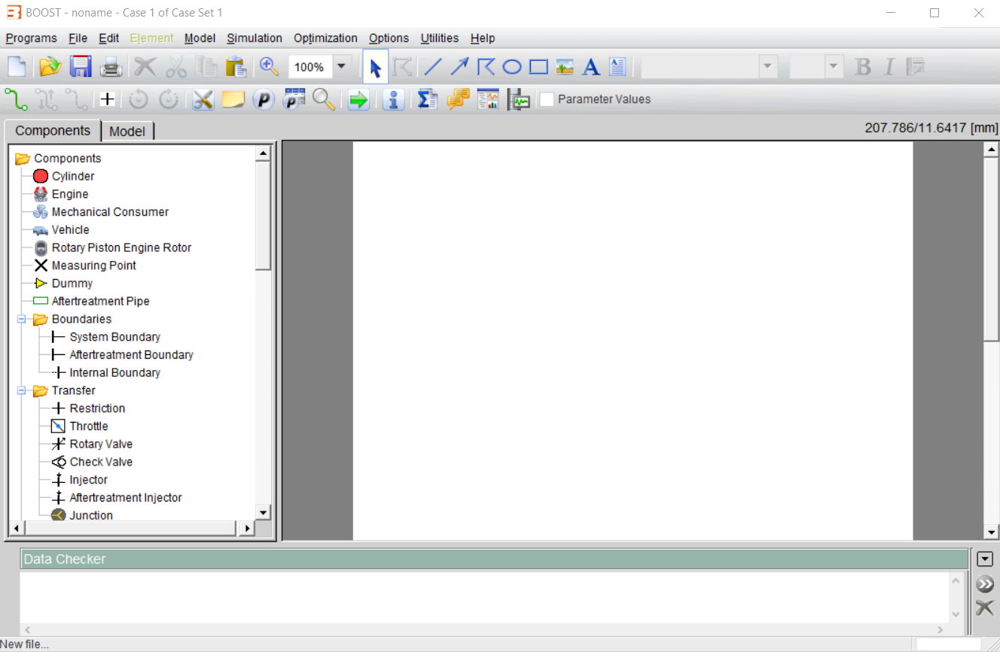 BOOST - noname - Case 1 of Case Set 1
Programs File Edit Element Model Simulation Optimization Options Utilities Help
100% A B I
P P i Σ Parameter Values
Components Model 207.786/11.6417 [mm]
Components
Cylinder
Engine
Mechanical Consumer
Vehicle
Rotary Piston Engine Rotor
Measuring Point
Dummy
Aftertreatment Pipe
Boundaries
System Boundary
Aftertreatment Boundary
Internal Boundary
Transfer
Restriction
Throttle
Rotary Valve
Check Valve
Injector
Aftertreatment Injector
Junction
Data Checker
New file...